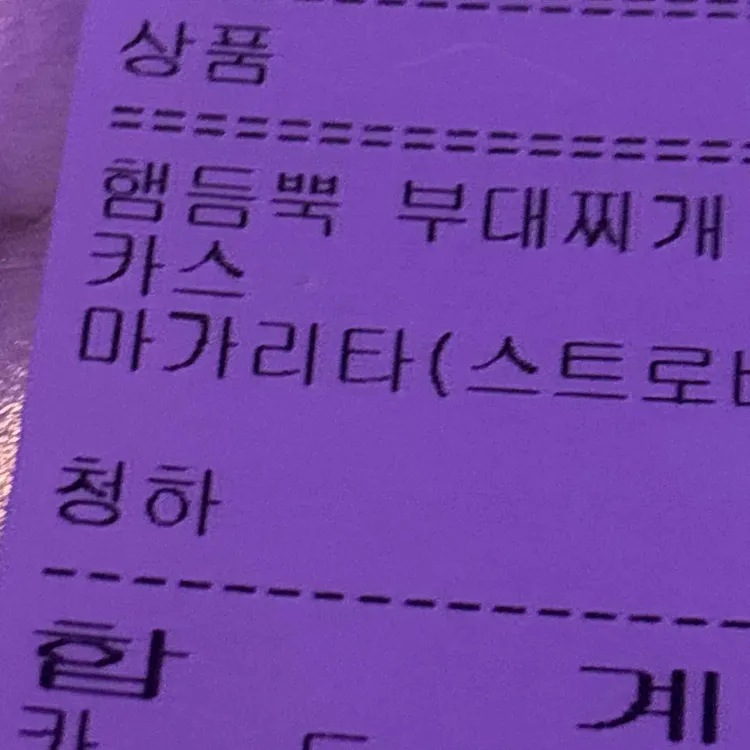 상품
햄듬뿍 부대찌개
카스
마가리타(스트로
청하
합 계